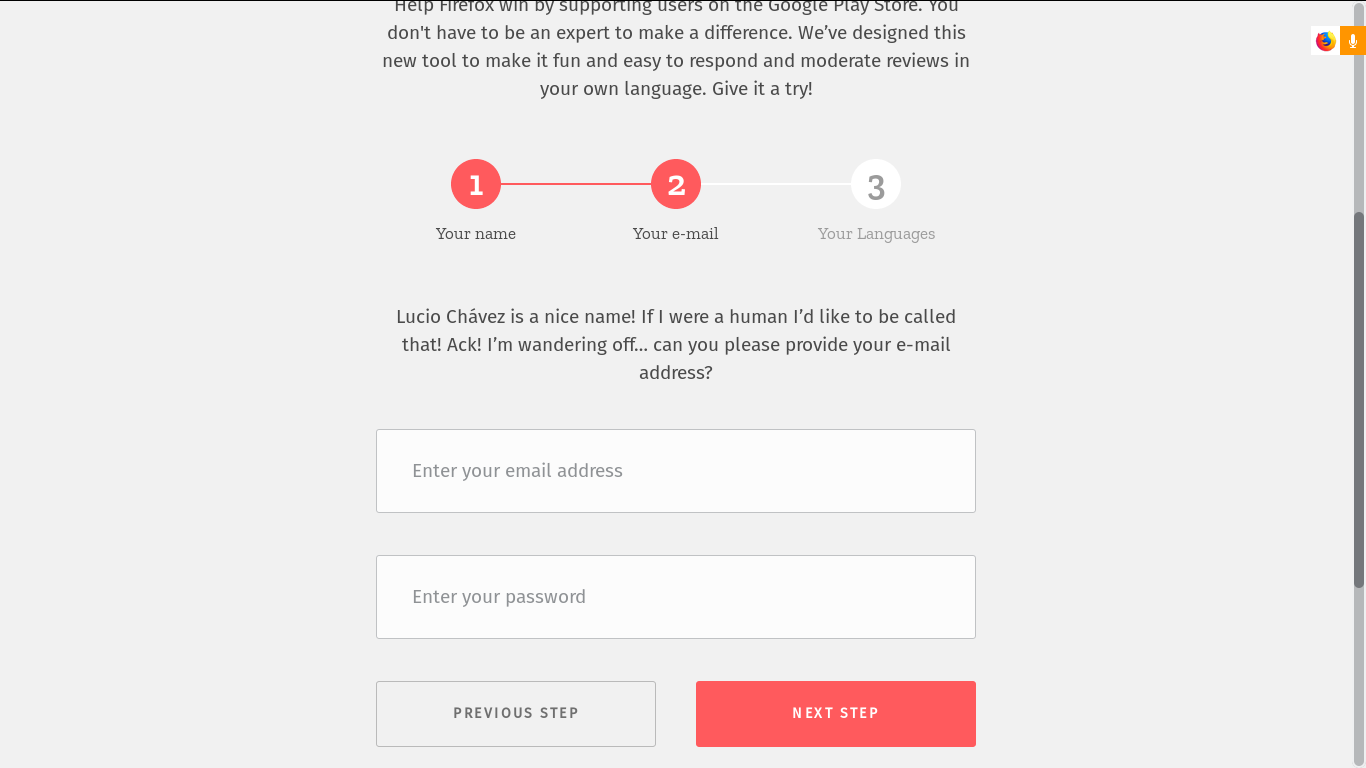 Help Firefox win by supporting users on the Google Play Store. You
don't have to be an expert to make a difference. We’ve designed this
new tool to make it fun and easy to respond and moderate reviews in
your own language. Give it a try!
1
2
3
Your name
Your e-mail
Your Languages
Lucio Chávez is a nice name! If I were a human I’d like to be called
that! Ack! I’m wandering off… can you please provide your e-mail
address?
Enter your email address
Enter your password
PREVIOUS STEP
NEXT STEP